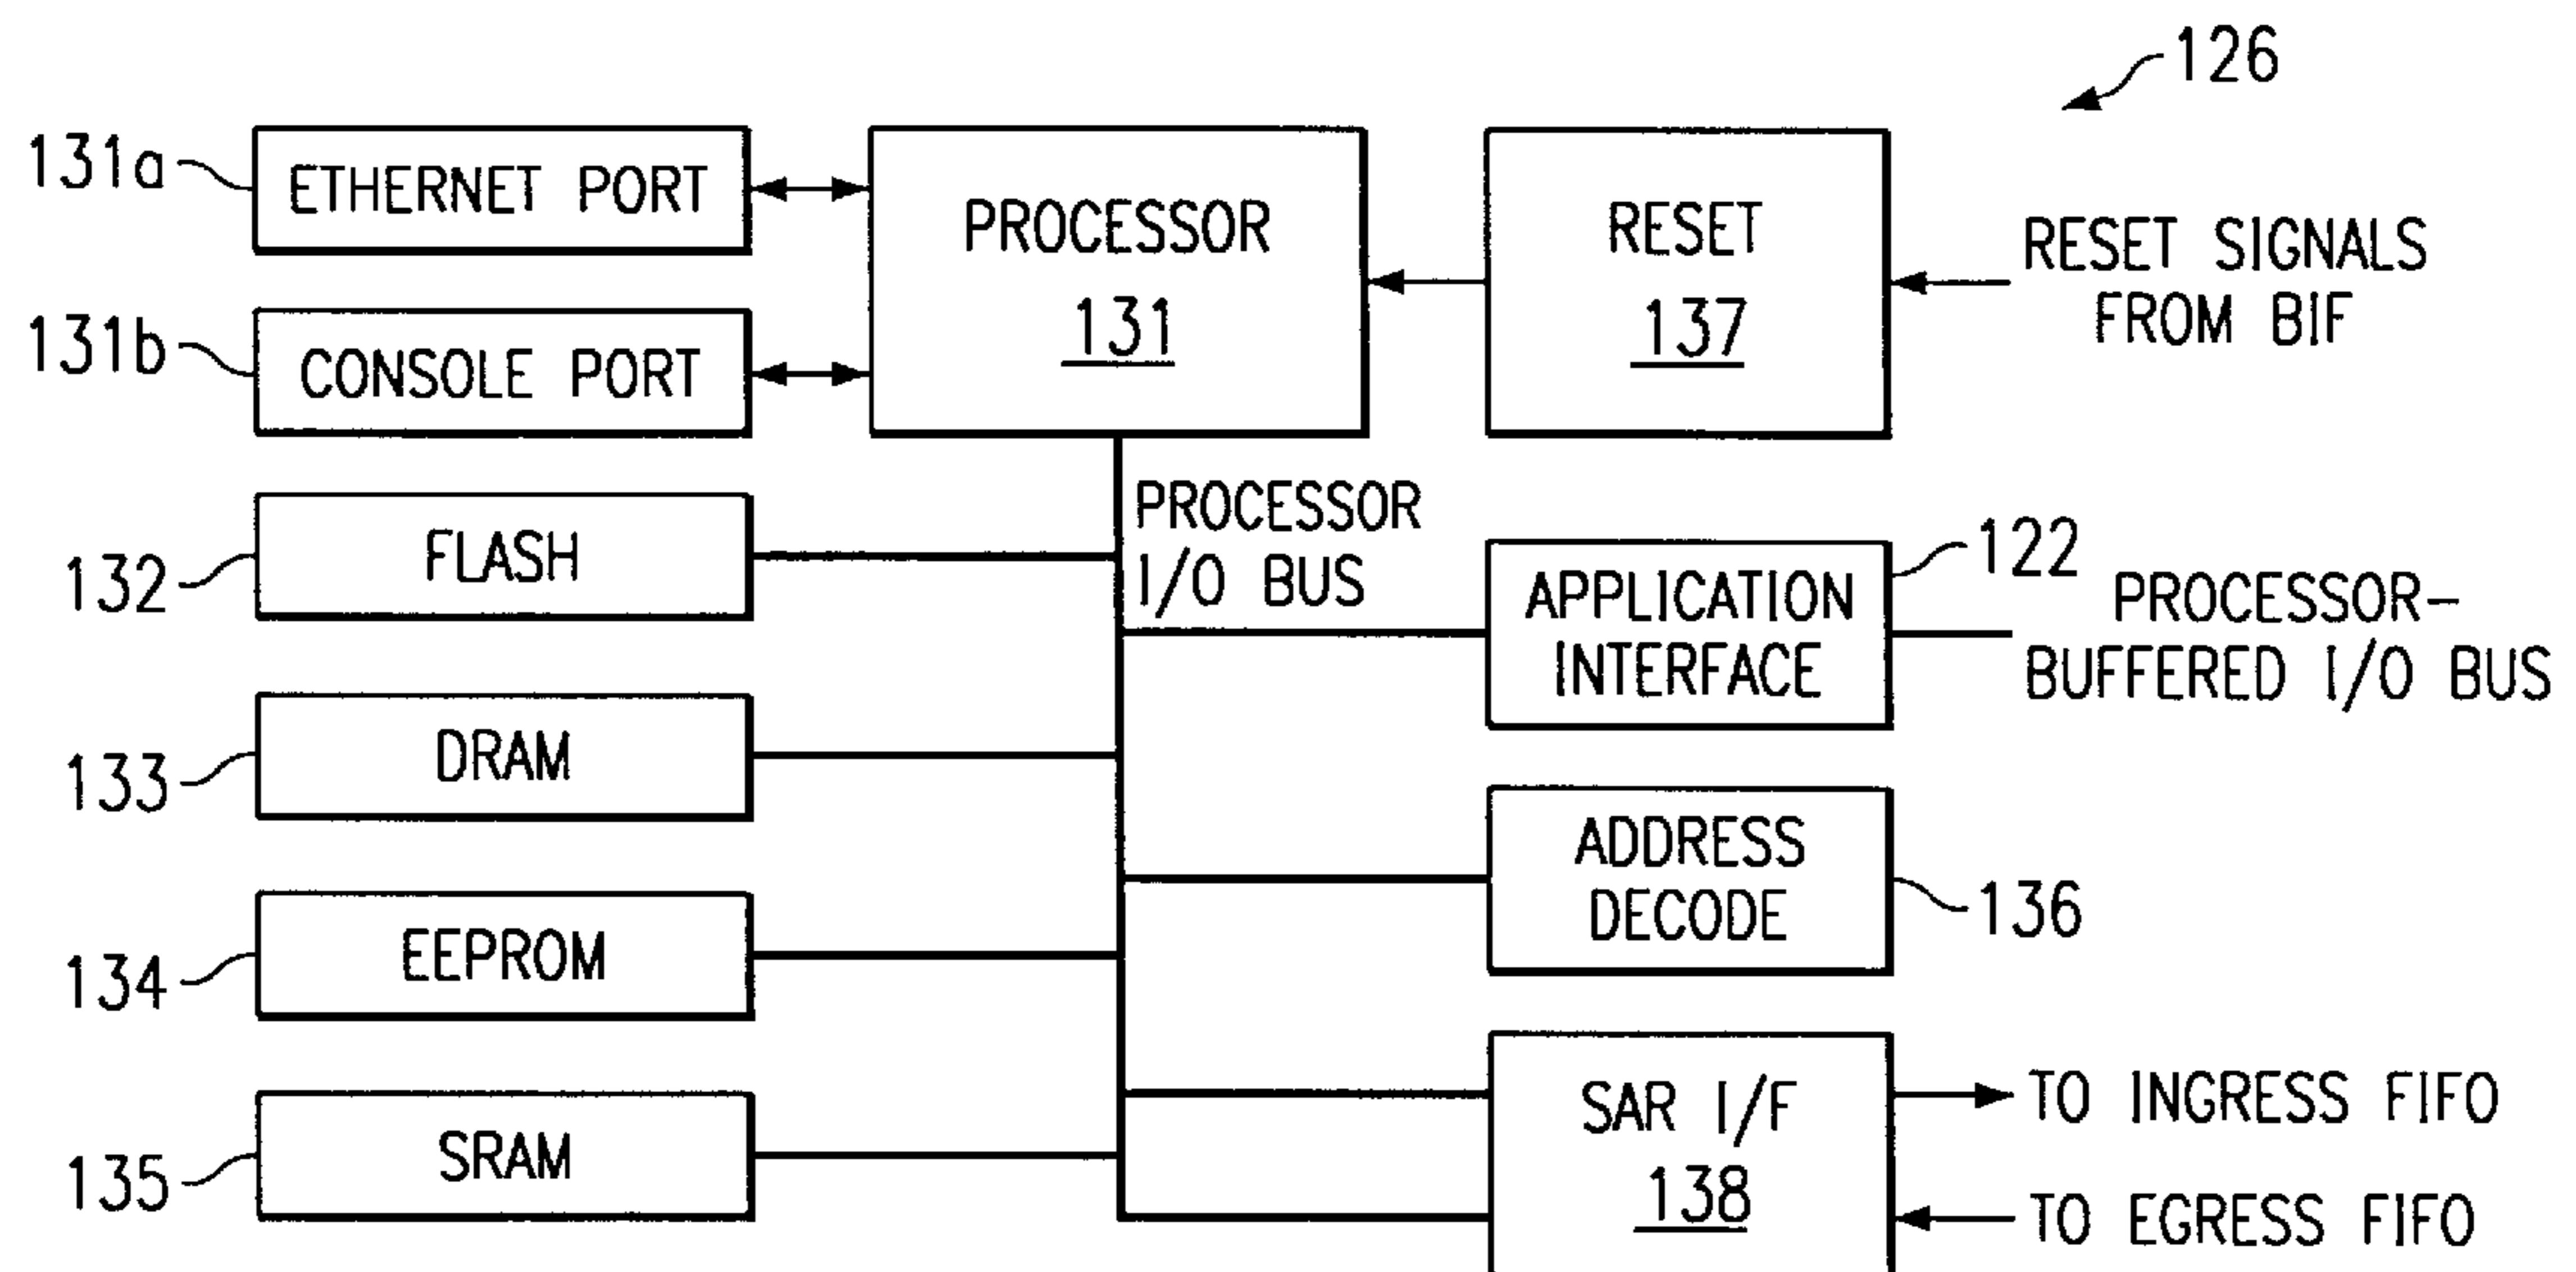 126
131a
ETHERNET PORT
PROCESSOR
131
RESET
137
RESET SIGNALS
FROM BIF
131b
CONSOLE PORT
132
FLASH
PROCESSOR
I/O BUS
APPLICATION
INTERFACE
122
PROCESSOR-
BUFFERED I/O BUS
133
DRAM
ADDRESS
DECODE
136
134
EEPROM
135
SRAM
SAR I/F
138
TO INGRESS FIFO
TO EGRESS FIFO